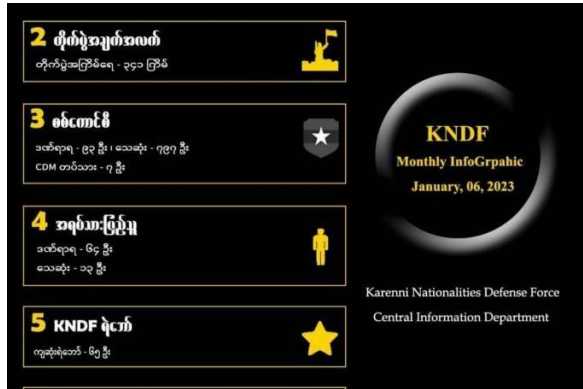 2 တိုက်ပွဲအချက်အလက်
တိုက်ပွဲအကြိမ်ရေ - ၃၄၁ ကြိမ်
3 စစ်ကောင်စီ
ဒဏ်ရာရ - ၉၃ ဦး ၊ သေဆုံး - ၇၉၇ ဦး
CDM တပ်သား - ၇ ဦး
4 အရပ်သားပြည်သူ
ဒဏ်ရာရ - ၆၄ ဦး
သေဆုံး - ၁၃ ဦး
5 KNDF ရဲဘော်
ကျဆုံးရဲဘော် - ၆၅ ဦး
KNDF
Monthly InfoGrpahic
January, 06, 2023
Karenni Nationalities Defense Force
Central Information Department